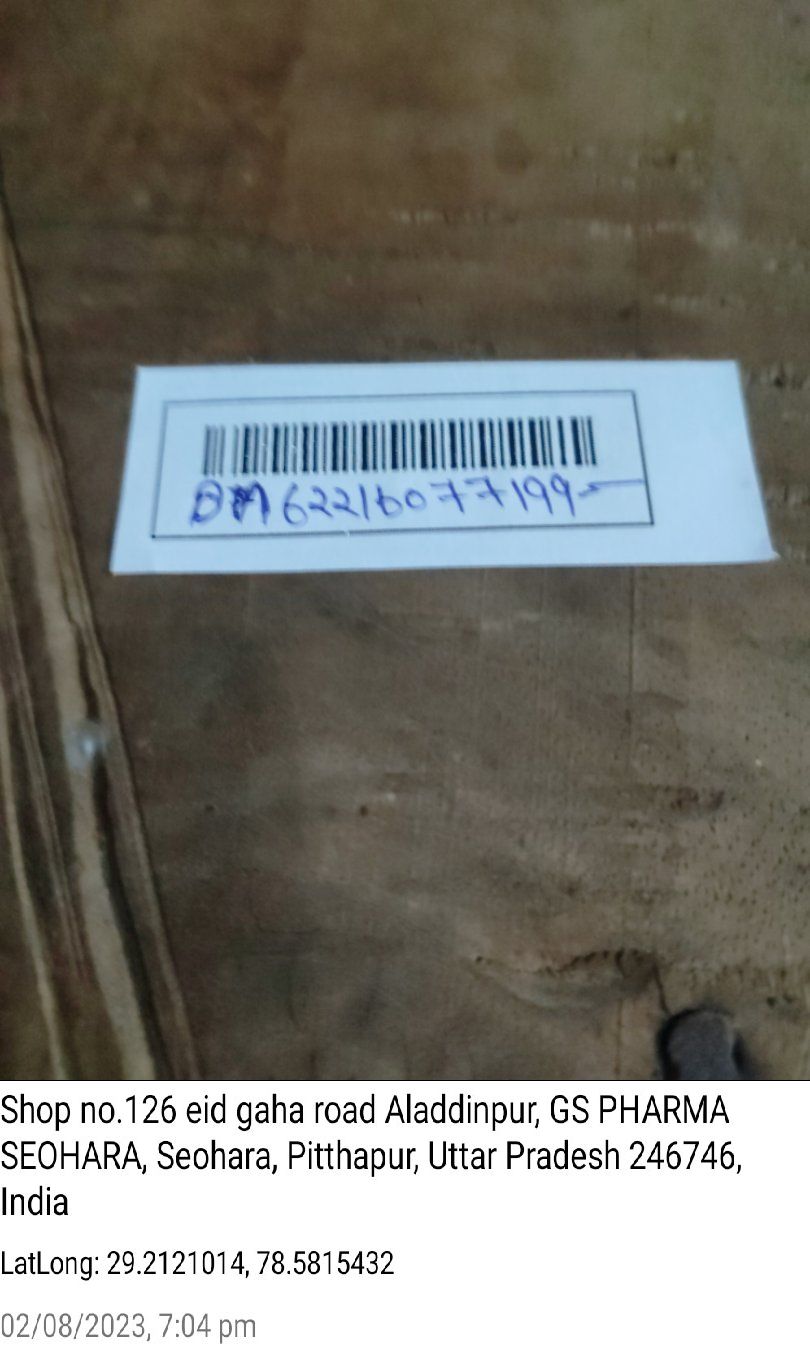 BM62216077199
Shop no.126 eid gaha road Aladdinpur, GS PHARMA
SEOHARA, Seohara, Pitthapur, Uttar Pradesh 246746,
India
LatLong: 29.2121014, 78.5815432
02/08/2023, 7:04 pm